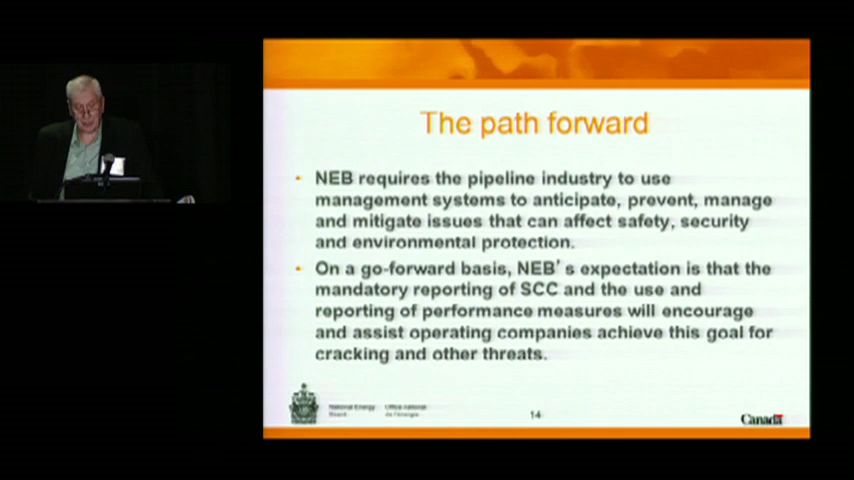 The path forward
• NEB requires the pipeline industry to use
management systems to anticipate, prevent, manage
and mitigate issues that can affect safety, security
and environmental protection.
• On a go-forward basis, NEB's expectation is that the
mandatory reporting of SCC and the use and
reporting of performance measures will encourage
and assist operating companies achieve this goal for
cracking and other threats.
National Energy Office national
Board de l'énergie
14
Canada